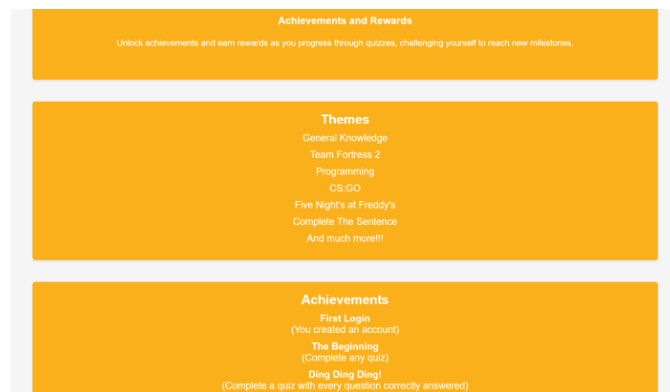 Achievements and Rewards
Unlock achievements and earn rewards as you progress through quizzes, challenging yourself to reach new milestones.
Themes
General Knowledge
Team Fortress 2
Programming
CS:GO
Five Night's at Freddy's
Complete The Sentence
And much more!!!
Achievements
First Login
(You created an account)
The Beginning
(Complete any quiz)
Ding Ding Ding!
(Complete a quiz with every question correctly answered)